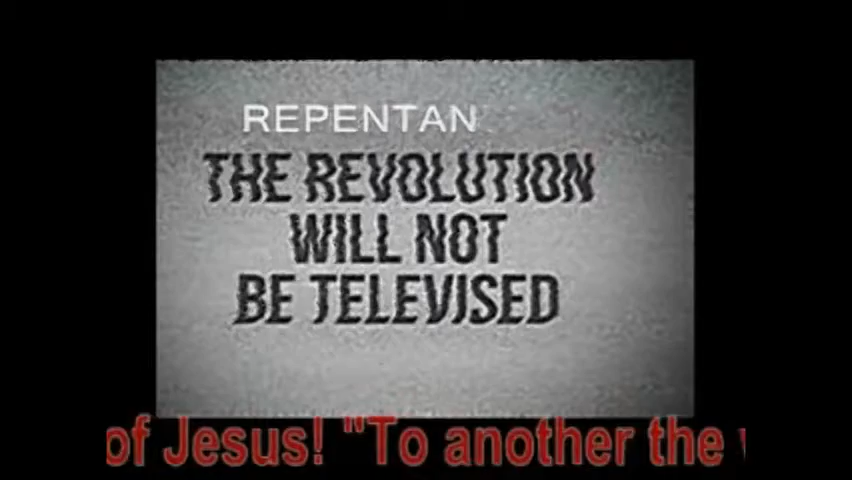 REPENTAN
THE REVOLUTION
WILL NOT
BE TELEVISED
of Jesus! "To another the